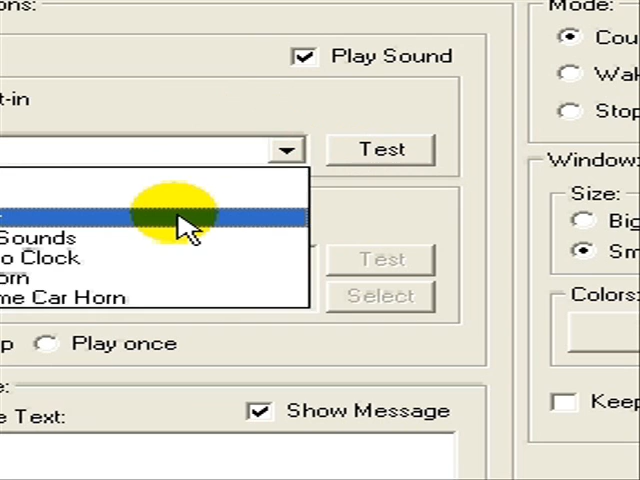 ons:
Mode:
Play Sound
Cou
t-in
Wak
Test
Stop
Window:
Size:
Sounds
Big
o Clock
Test
Sm
orn
me Car Horn
Select
Colors:
p
Play once
e:
Keep
e Text:
Show Message